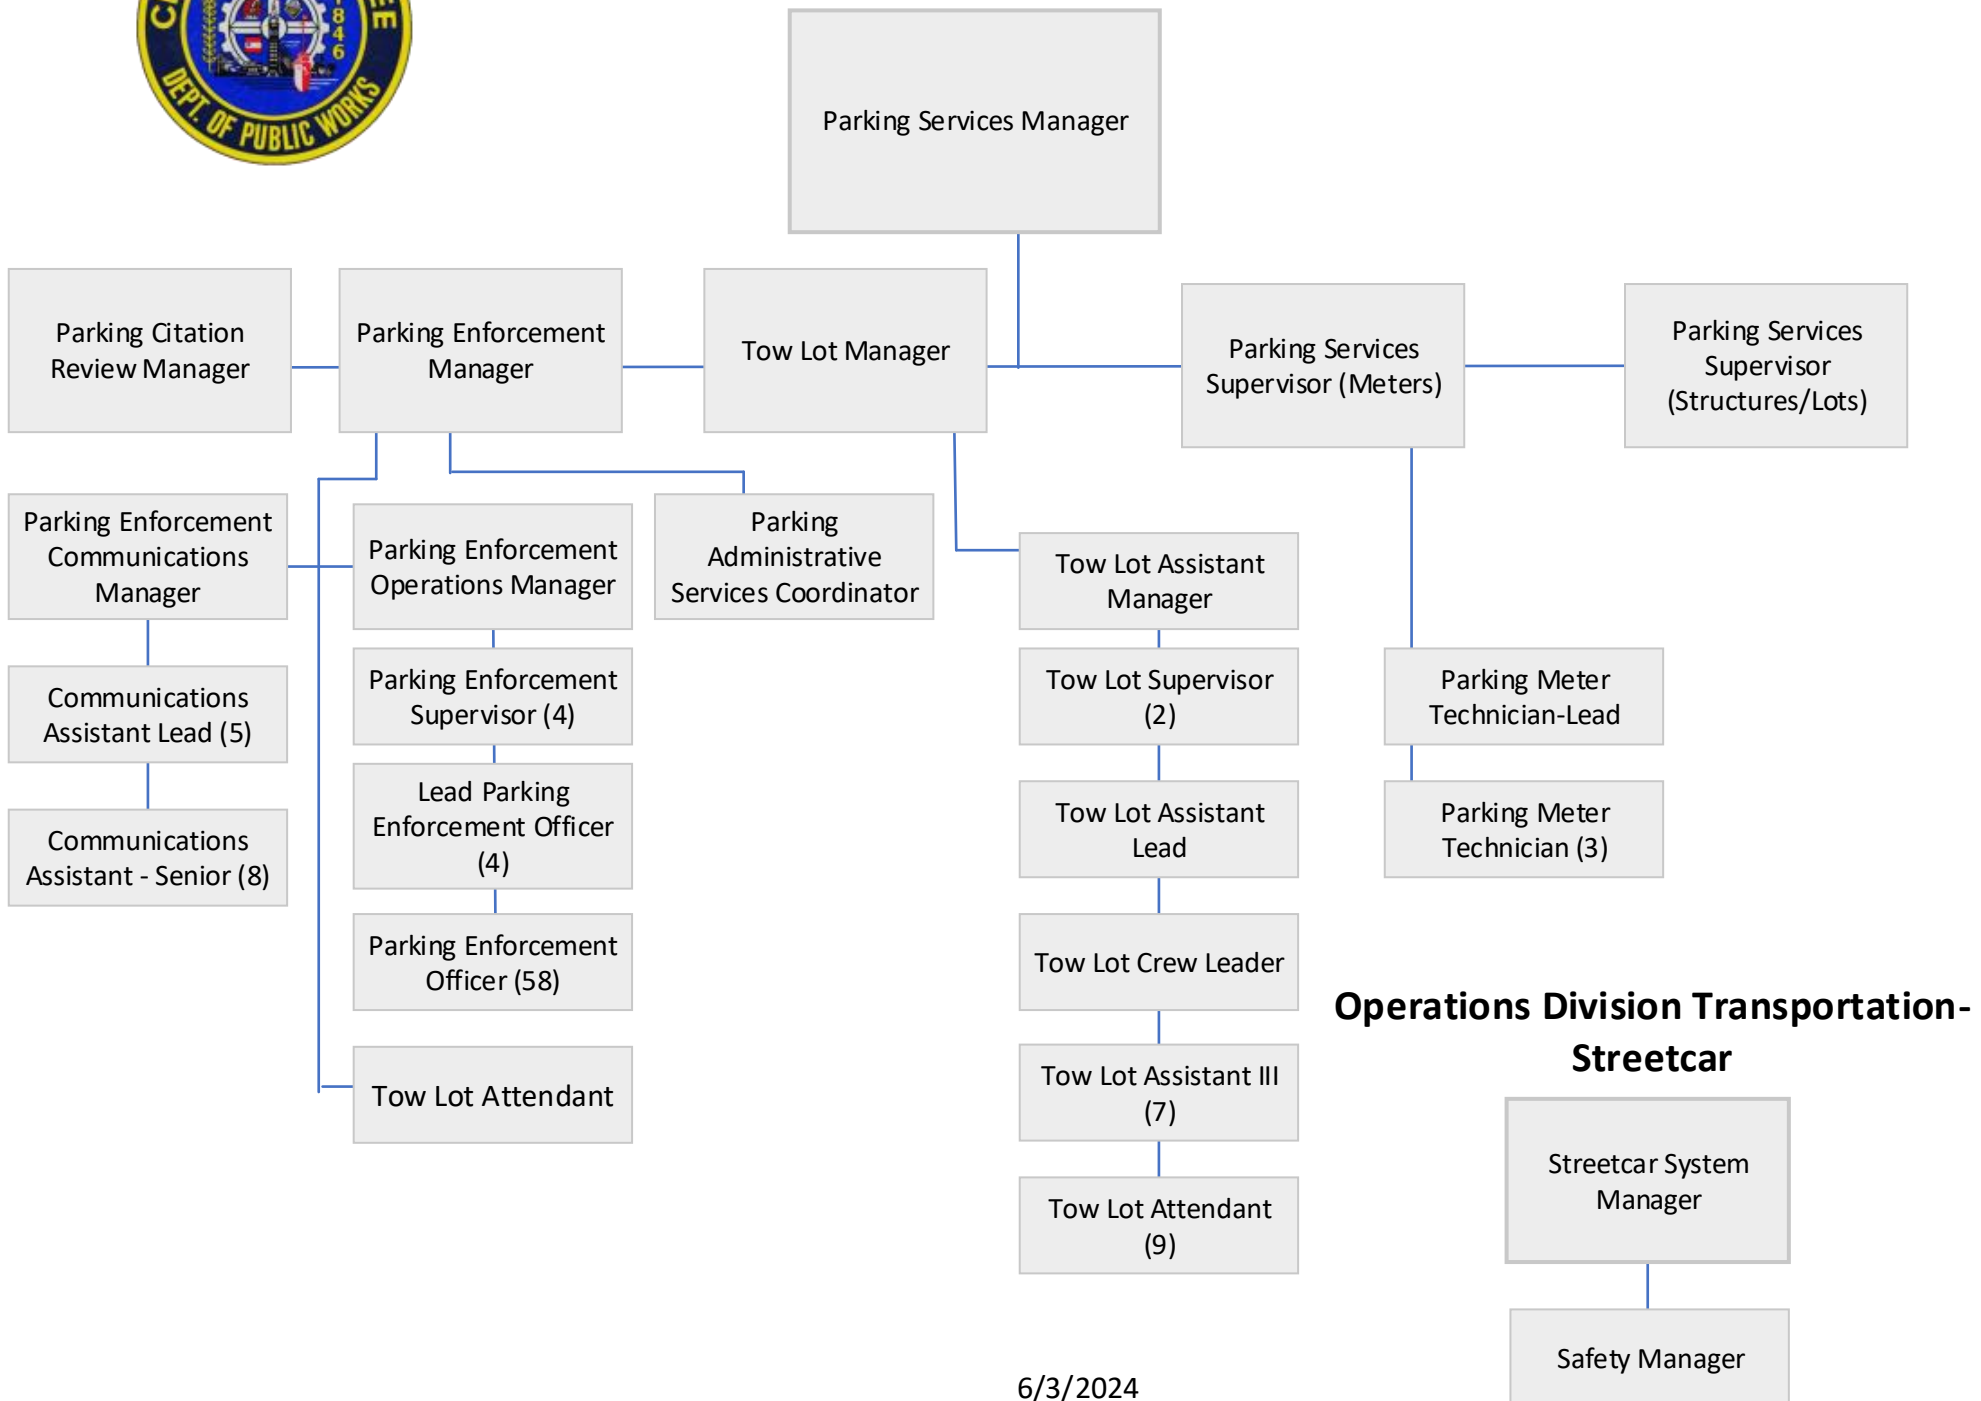 1846
DEPT. OF PUBLIC WORKS
Parking Services Manager
Parking Citation
Review Manager
Parking Enforcement
Manager
Tow Lot Manager
Parking Services
Supervisor (Meters)
Parking Services
Supervisor
(Structures/Lots)
Parking Enforcement
Communications
Manager
Parking Enforcement
Operations Manager
Parking
Administrative
Services Coordinator
Tow Lot Assistant
Manager
Communications
Assistant Lead (5)
Parking Enforcement
Supervisor (4)
Tow Lot Supervisor
(2)
Parking Meter
Technician-Lead
Communications
Assistant - Senior (8)
Lead Parking
Enforcement Officer
(4)
Tow Lot Assistant
Lead
Parking Meter
Technician (3)
Parking Enforcement
Officer (58)
Tow Lot Crew Leader
Tow Lot Attendant
Tow Lot Assistant III
(7)
Tow Lot Attendant
(9)
Operations Division Transportation-
Streetcar
Streetcar System
Manager
Safety Manager
6/3/2024